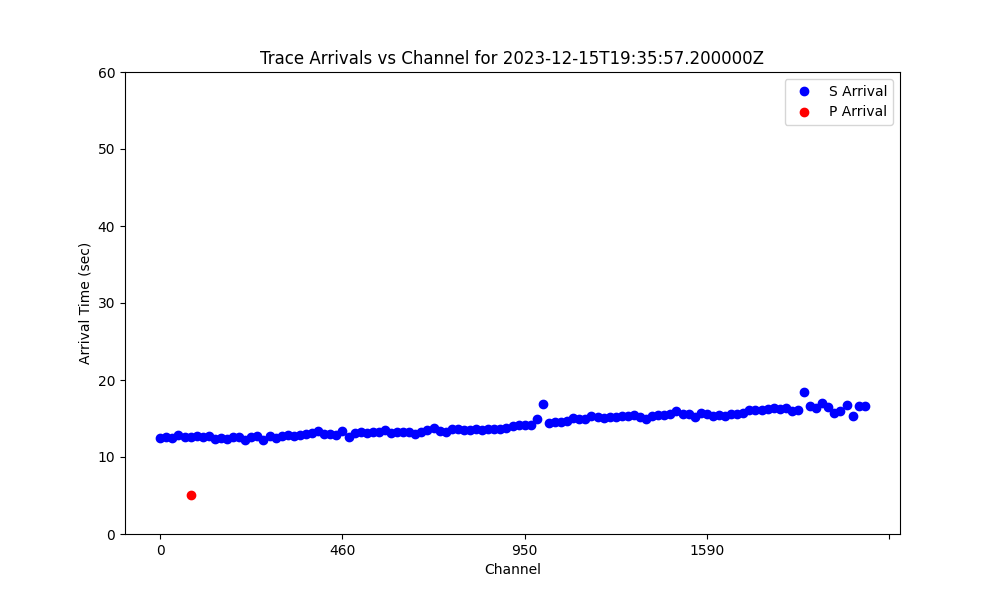 Trace Arrivals vs Channel for 2023-12-15T19:35:57.200000Z
S Arrival
P Arrival
60
50
40
30
20
10
0
Arrival Time (sec)
0 460 950 1590
Channel